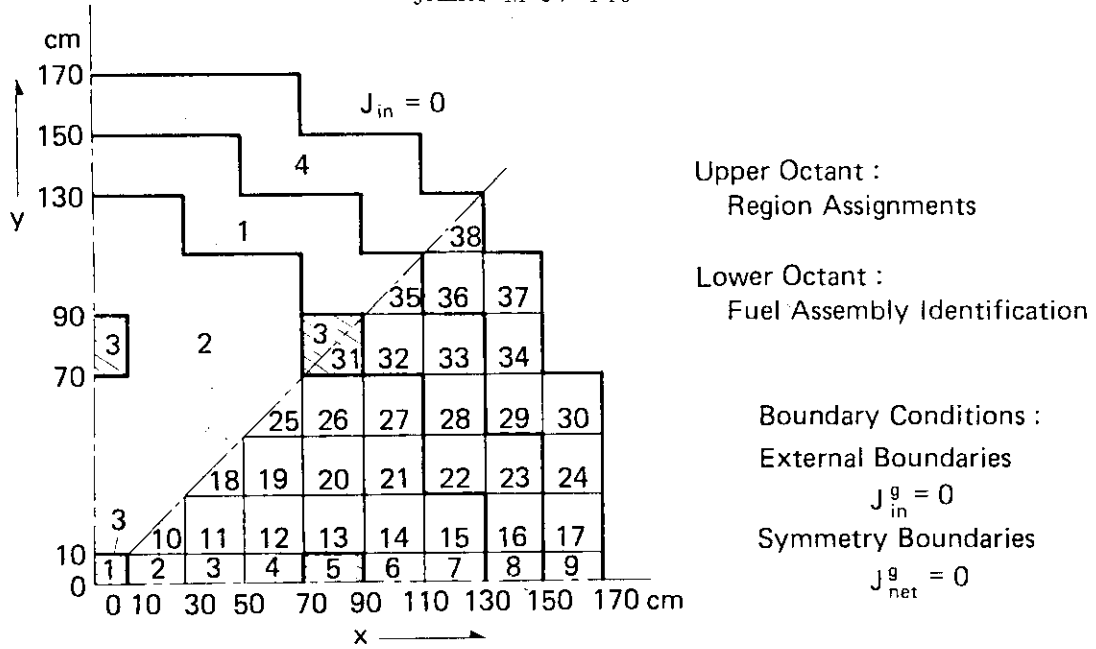 cm
170
150
130
y
90
70
10
0
J_in = 0
4
1
3
2
3
3
38
35 36 37
31 32 33 34
25 26 27 28 29 30
18 19 20 21 22 23 24
10 11 12 13 14 15 16 17
1 2 3 4 5 6 7 8 9
0 10 30 50 70 90 110 130 150 170 cm
x
Upper Octant :
Region Assignments
Lower Octant :
Fuel Assembly Identification
Boundary Conditions :
External Boundaries
J^g_in = 0
Symmetry Boundaries
J^g_net = 0